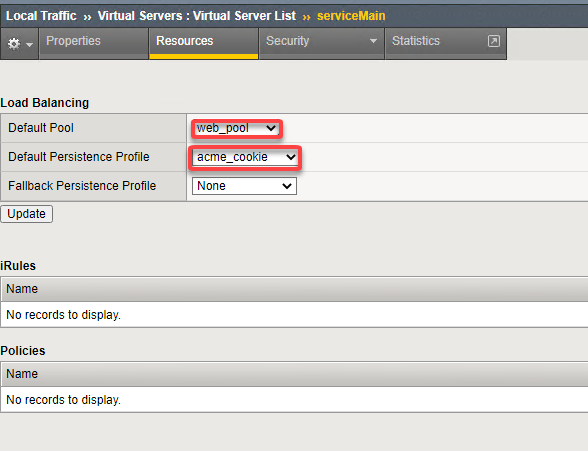 Local Traffic ›› Virtual Servers : Virtual Server List ›› serviceMain
Properties Resources Security Statistics
Load Balancing
Default Pool web_pool
Default Persistence Profile acme_cookie
Fallback Persistence Profile None
Update
iRules
Name
No records to display.
Policies
Name
No records to display.